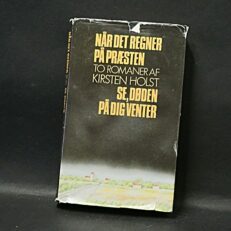 NÅR DET REGNER
PÅ PRÆSTEN
TO ROMANER AF
KIRSTEN HOLST
SE, DØDEN
PÅ DIG VENTER